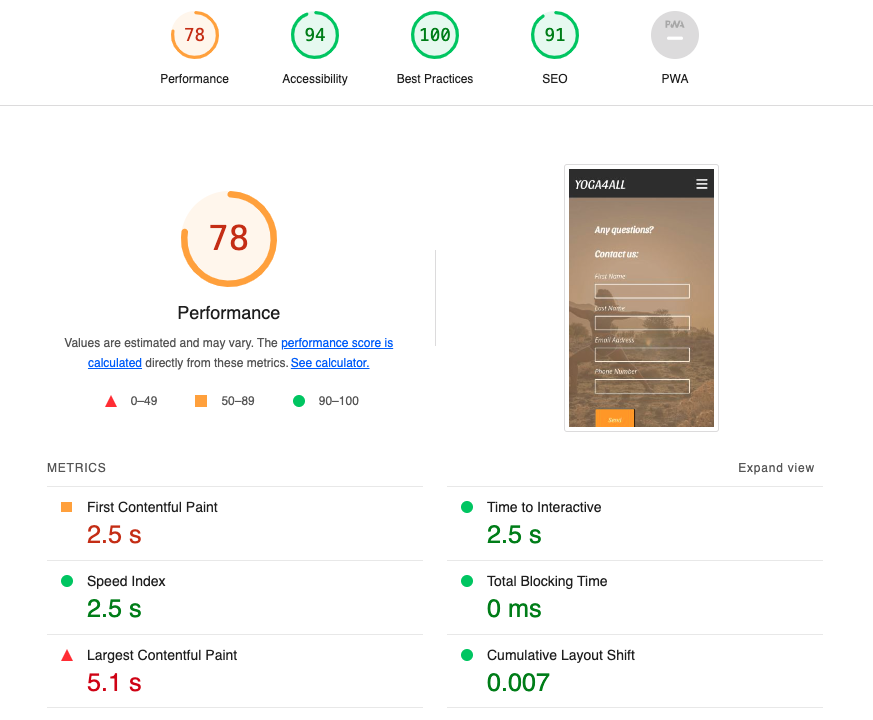 78
94
100
91
PWA
Performance
Accessibility
Best Practices
SEO
PWA
78
Performance
Values are estimated and may vary. The performance score is
calculated directly from these metrics. See calculator.
0–49
50–89
90–100
YOGA4ALL
Any questions?
Contact us:
First Name
Last Name
Email Address
Phone Number
Send
METRICS
Expand view
First Contentful Paint
2.5 s
Time to Interactive
2.5 s
Speed Index
2.5 s
Total Blocking Time
0 ms
Largest Contentful Paint
5.1 s
Cumulative Layout Shift
0.007